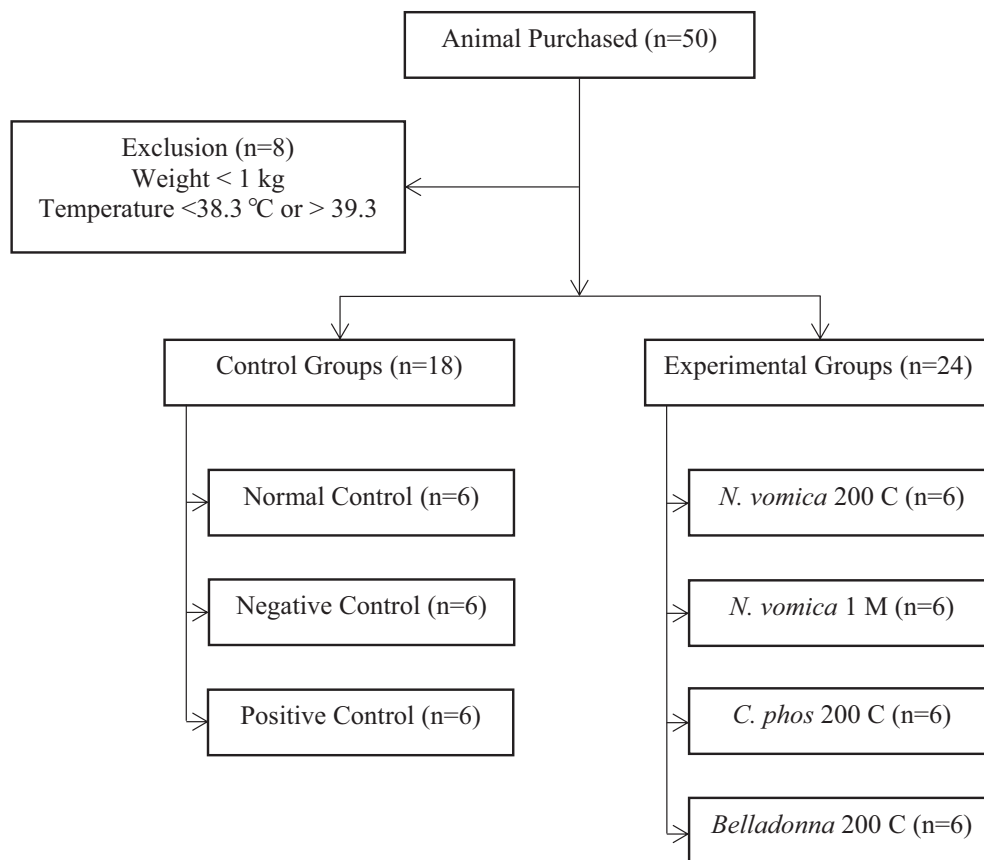 Animal Purchased (n=50)
Exclusion (n=8)
Weight < 1 kg
Temperature <38.3 ℃ or > 39.3
Control Groups (n=18)
Experimental Groups (n=24)
Normal Control (n=6)
Negative Control (n=6)
Positive Control (n=6)
N. vomica 200 C (n=6)
N. vomica 1 M (n=6)
C. phos 200 C (n=6)
Belladonna 200 C (n=6)